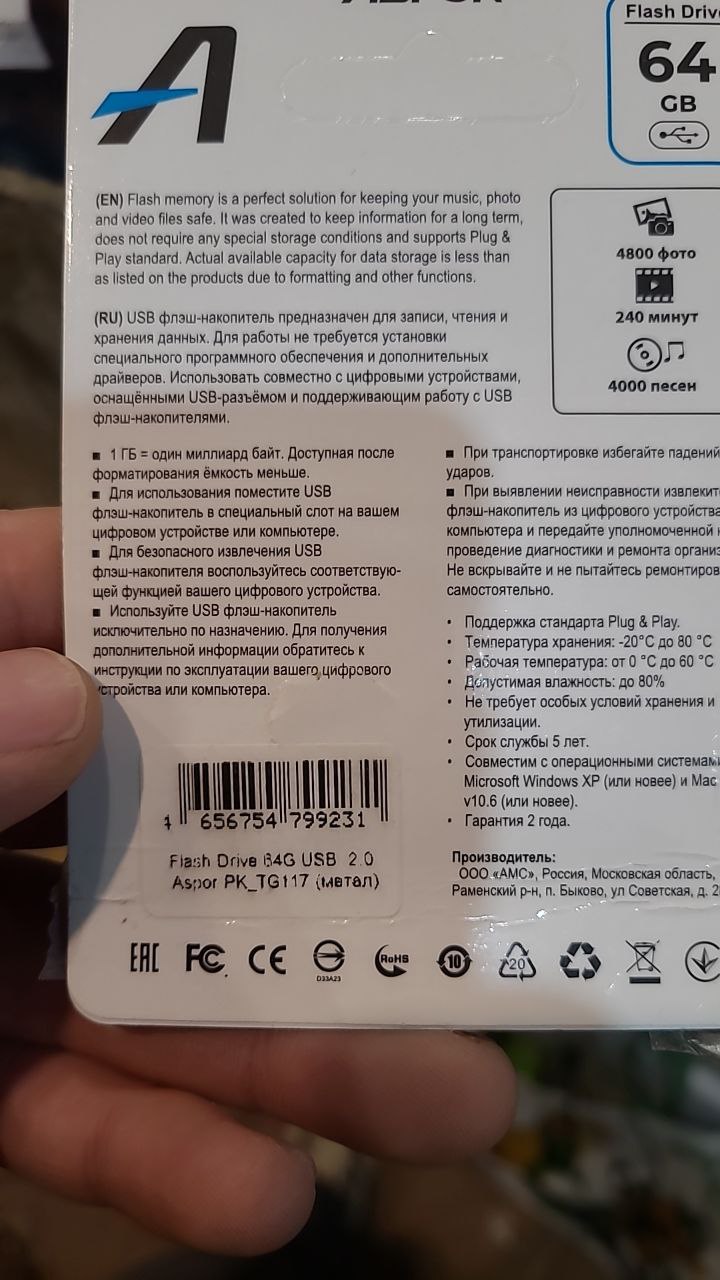 Flash Drive
64
GB
(EN) Flash memory is a perfect solution for keeping your music, photo
and video files safe. It was created to keep information for a long term,
does not require any special storage conditions and supports Plug &
Play standard. Actual available capacity for data storage is less than
as listed on the products due to formatting and other functions.
4800 фото
240 минут
4000 песен
(RU) USB флэш-накопитель предназначен для записи, чтения и
хранения данных. Для работы не требуется установки
специального программного обеспечения и дополнительных
драйверов. Использовать совместно с цифровыми устройствами,
оснащёнными USB-разъёмом и поддерживающим работу с USB
флэш-накопителями.
▪ 1 ГБ = один миллиард байт. Доступная после
форматирования ёмкость меньше.
▪ Для использования поместите USB
флэш-накопитель в специальный слот на вашем
цифровом устройстве или компьютере.
▪ Для безопасного извлечения USB
флэш-накопителя воспользуйтесь соответствую-
щей функцией вашего цифрового устройства.
▪ Используйте USB флэш-накопитель
исключительно по назначению. Для получения
дополнительной информации обратитесь к
инструкции по эксплуатации вашего цифрового
устройства или компьютера.
▪ При транспортировке избегайте падений
ударов.
▪ При выявлении неисправности
флэш-накопитель из цифрового устройства
компьютера и передайте уполномоченной
проведение диагностики и ремонта
Не вскрывайте и не пытайтесь
самостоятельно.
• Поддержка стандарта Plug & Play.
• Температура хранения: -20°C до 80 °C
• Рабочая температура: от 0 °C до 60 °C
• Допустимая влажность: до 80%
• Не требует особых условий хранения и
утилизации.
• Срок службы 5 лет.
• Совместим с операционными системами
Microsoft Windows XP (или новее) и Mac
v10.6 (или новее).
• Гарантия 2 года.
Производитель:
ООО «АМС», Россия, Московская область,
Раменский р-н, п. Быково, ул Советская, д.
4 656754 799231
Flash Drive 64G USB 2.0
Aspor PK_TG117 (метал)
EAC FC CE D33A23 RoHS 10 20